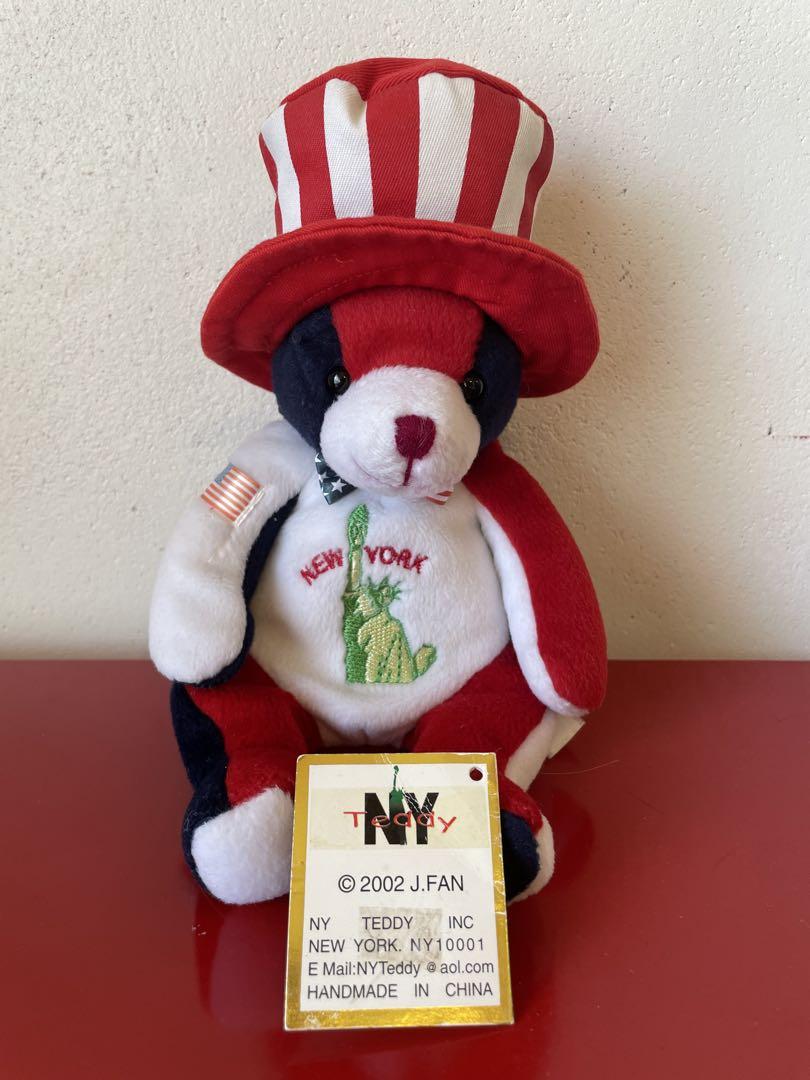 NEW YORK
NY
Teddy
© 2002 J.FAN
NY TEDDY INC
NEW YORK. NY10001
E Mail:NYTeddy @ aol.com
HANDMADE IN CHINA